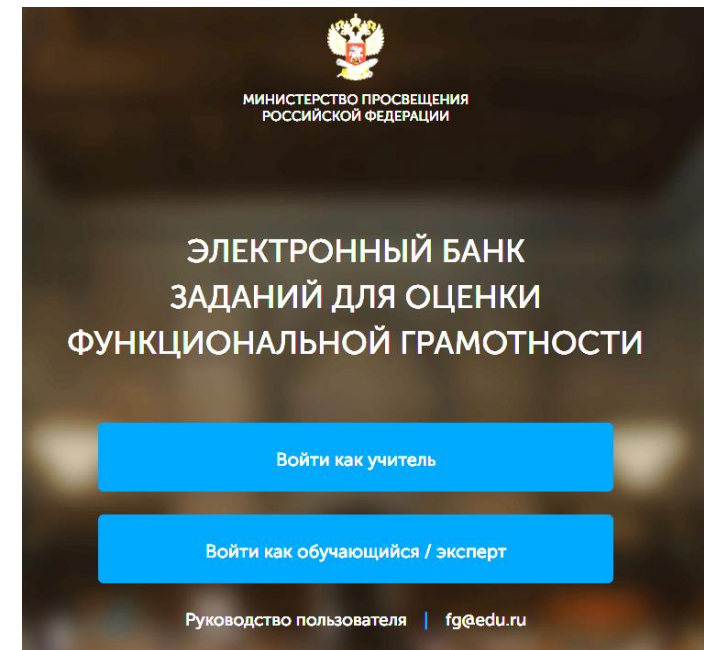 МИНИСТЕРСТВО ПРОСВЕЩЕНИЯ
РОССИЙСКОЙ ФЕДЕРАЦИИ
ЭЛЕКТРОННЫЙ БАНК
ЗАДАНИЙ ДЛЯ ОЦЕНКИ
ФУНКЦИОНАЛЬНОЙ ГРАМОТНОСТИ
Войти как учитель
Войти как обучающийся / эксперт
Руководство пользователя | fg@edu.ru